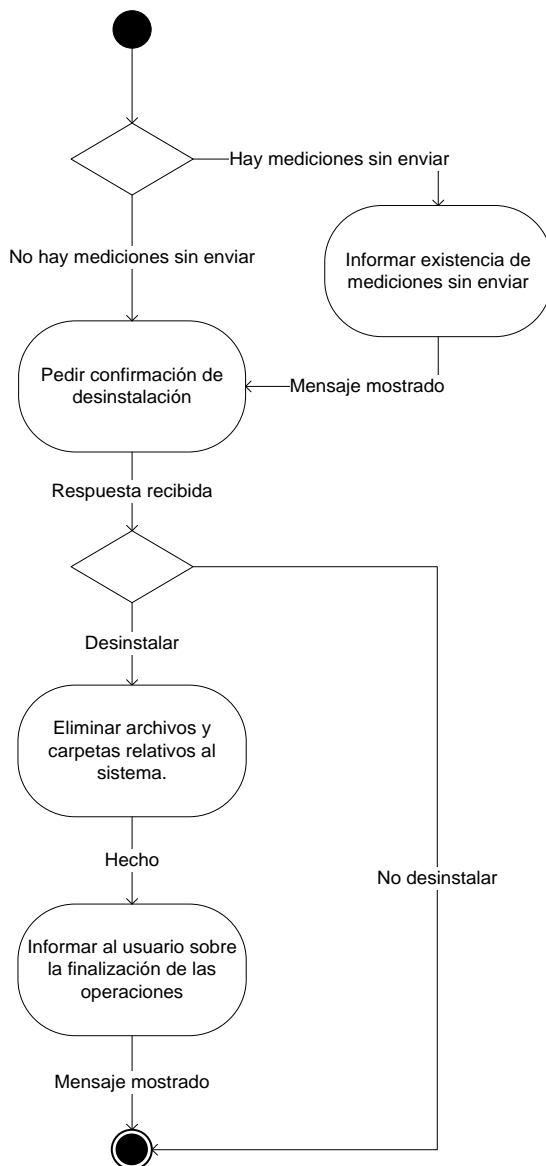 Hay mediciones sin enviar
No hay mediciones sin enviar
Informar existencia de
mediciones sin enviar
Pedir confirmación de
desinstalación
Mensaje mostrado
Respuesta recibida
Desinstalar
Eliminar archivos y
carpetas relativos al
sistema.
Hecho
No desinstalar
Informar al usuario sobre
la finalización de las
operaciones
Mensaje mostrado